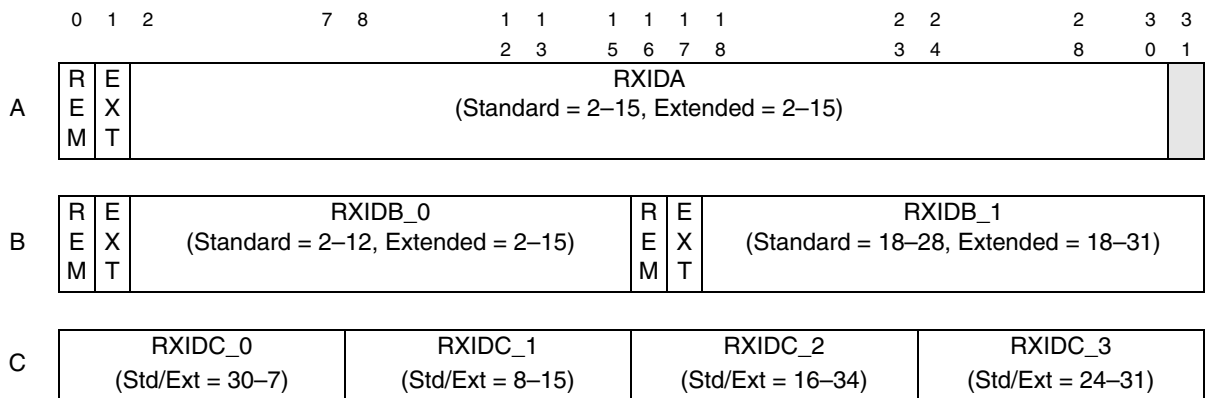 0 1 2 7 8 1 1 1 1 1 1 2 2 2 3 3
2 3 5 6 7 8 3 4 8 0 1
A
R E M
E X T
RXIDA
(Standard = 2–15, Extended = 2–15)
B
R E M
E X T
RXIDB_0
(Standard = 2–12, Extended = 2–15)
R E M
E X T
RXIDB_1
(Standard = 18–28, Extended = 18–31)
C
RXIDC_0
(Std/Ext = 30–7)
RXIDC_1
(Std/Ext = 8–15)
RXIDC_2
(Std/Ext = 16–34)
RXIDC_3
(Std/Ext = 24–31)